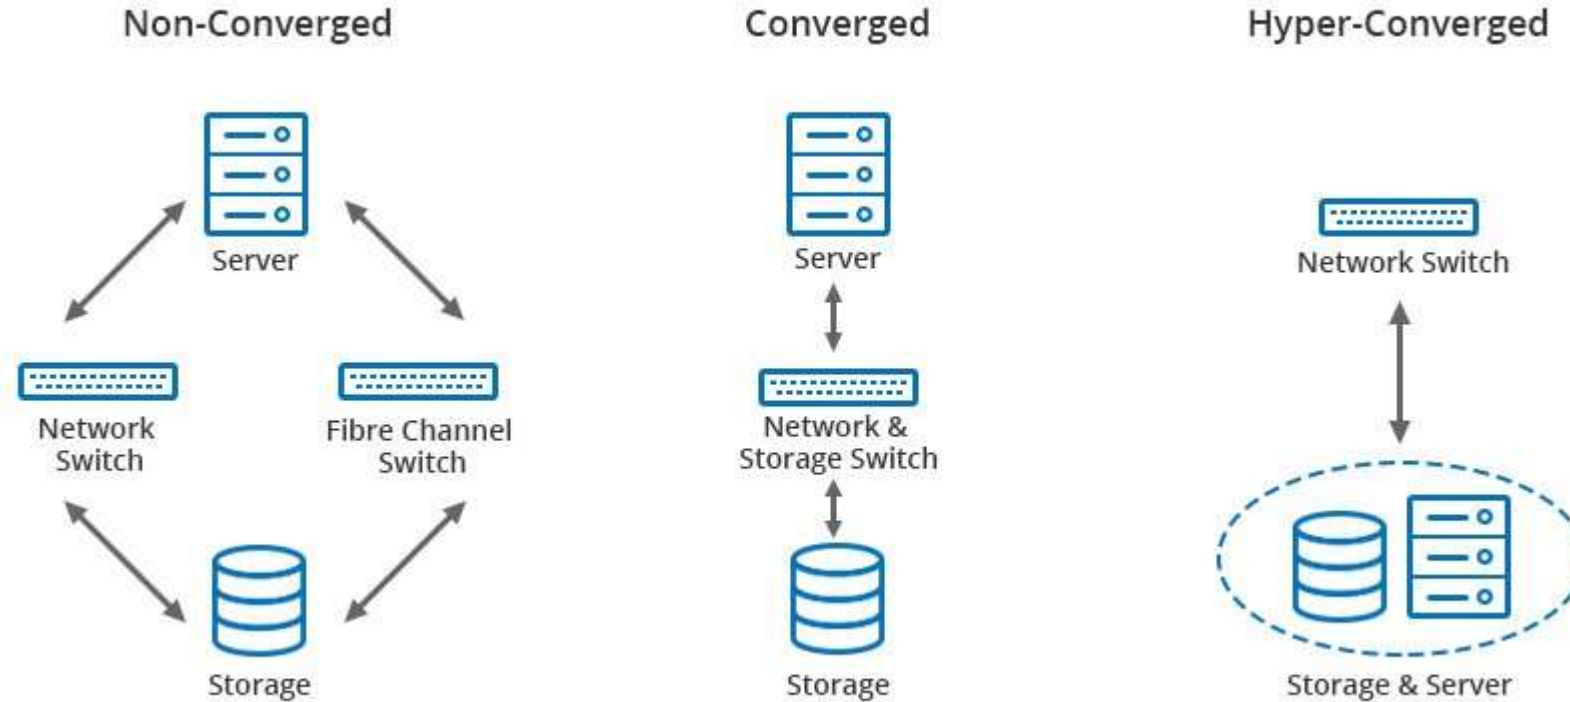 Non-Converged
Server
Network
Switch
Fibre Channel
Switch
Storage
Converged
Server
Network &
Storage Switch
Storage
Hyper-Converged
Network Switch
Storage & Server